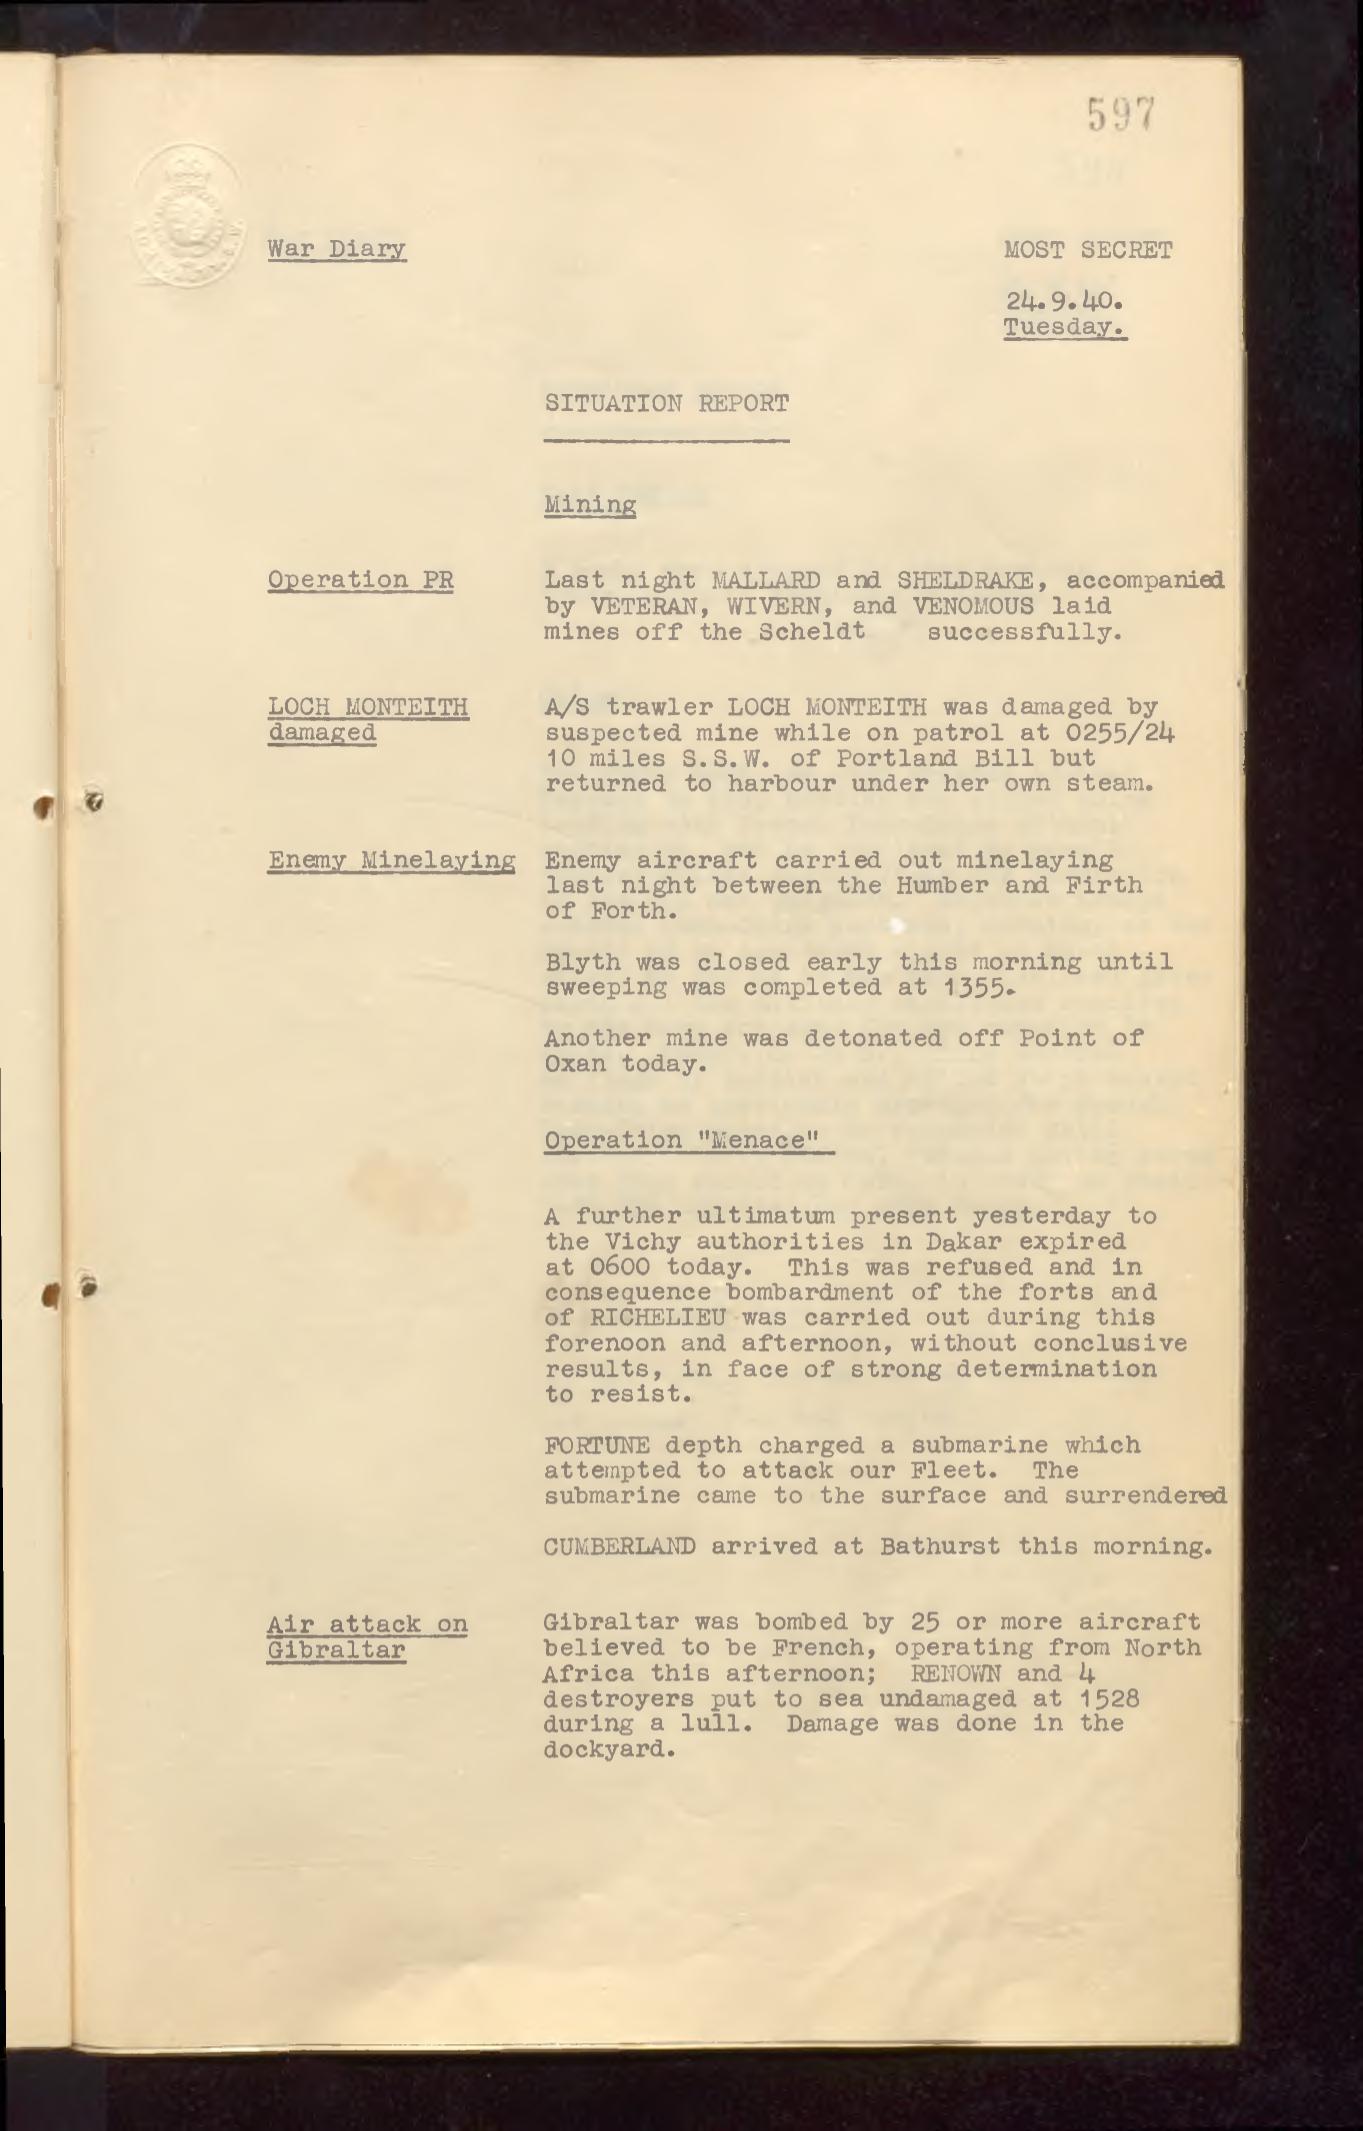 597
War Diary
MOST SECRET
24.9.40.
Tuesday.
SITUATION REPORT
Mining
Operation PR
Last night MALLARD and SHELDRAKE, accompanied
by VETERAN, WIVERN, and VENOMOUS laid
mines off the Scheldt successfully.
LOCH MONTEITH
damaged
A/S trawler LOCH MONTEITH was damaged by
suspected mine while on patrol at 0255/24
10 miles S.S.W. of Portland Bill but
returned to harbour under her own steam.
Enemy Minelaying
Enemy aircraft carried out minelaying
last night between the Humber and Firth
of Forth.
Blyth was closed early this morning until
sweeping was completed at 1355.
Another mine was detonated off Point of
Oxan today.
Operation "Menace"
A further ultimatum present yesterday to
the Vichy authorities in Dakar expired
at 0600 today. This was refused and in
consequence bombardment of the forts and
of RICHELIEU was carried out during this
forenoon and afternoon, without conclusive
results, in face of strong determination
to resist.
FORTUNE depth charged a submarine which
attempted to attack our Fleet. The
submarine came to the surface and surrendered
CUMBERLAND arrived at Bathurst this morning.
Air attack on
Gibraltar
Gibraltar was bombed by 25 or more aircraft
believed to be French, operating from North
Africa this afternoon; RENOWN and 4
destroyers put to sea undamaged at 1528
during a lull. Damage was done in the
dockyard.